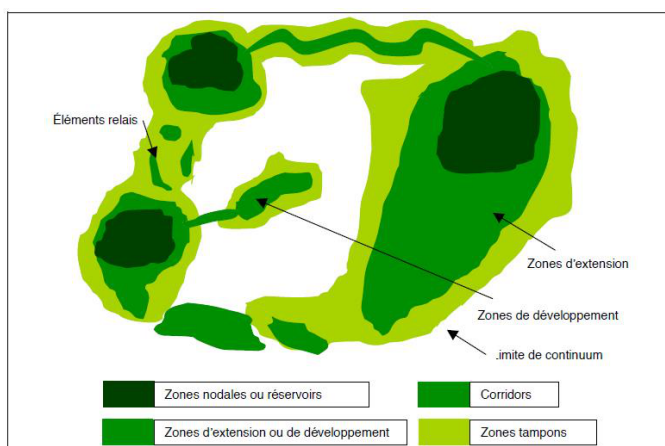 Éléments relais
Zones d'extension
Zones de développement
.imite de continuum
Zones nodales ou réservoirs
Corridors
Zones d'extension ou de développement
Zones tampons